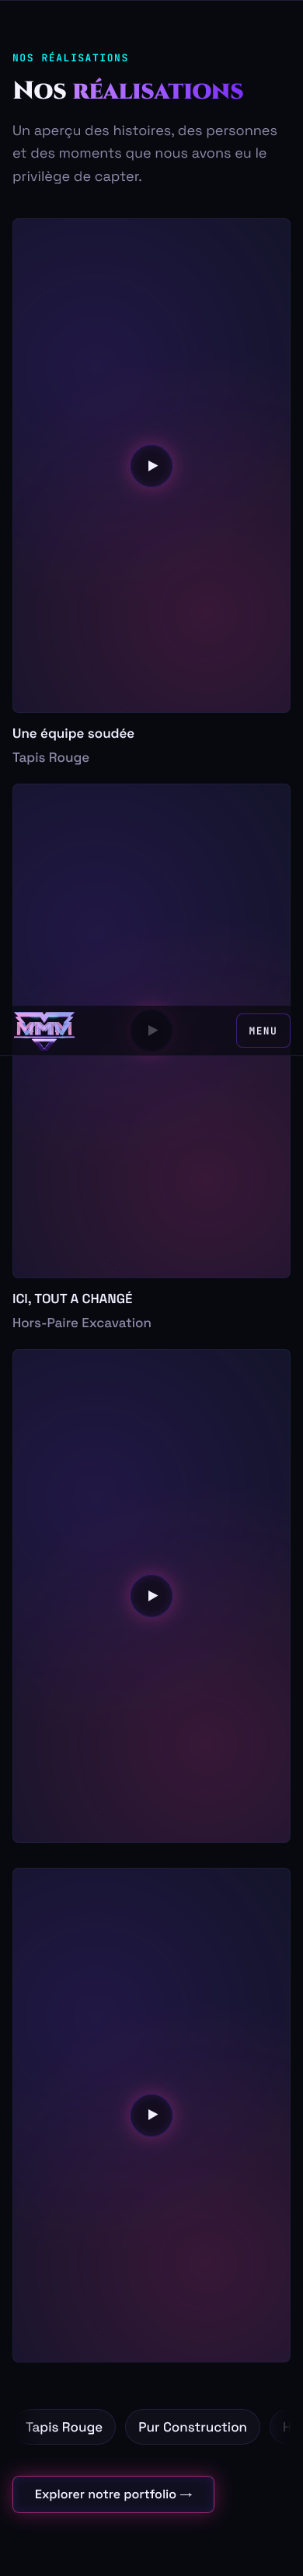 NOS RÉALISATIONS
Nos réalisations
Un aperçu des histoires, des personnes
et des moments que nous avons eu le
privilège de capter.
Une équipe soudée
Tapis Rouge
MMM
MENU
ICI, TOUT A CHANGÉ
Hors-Paire Excavation
Tapis Rouge
Pur Construction
Explorer notre portfolio →